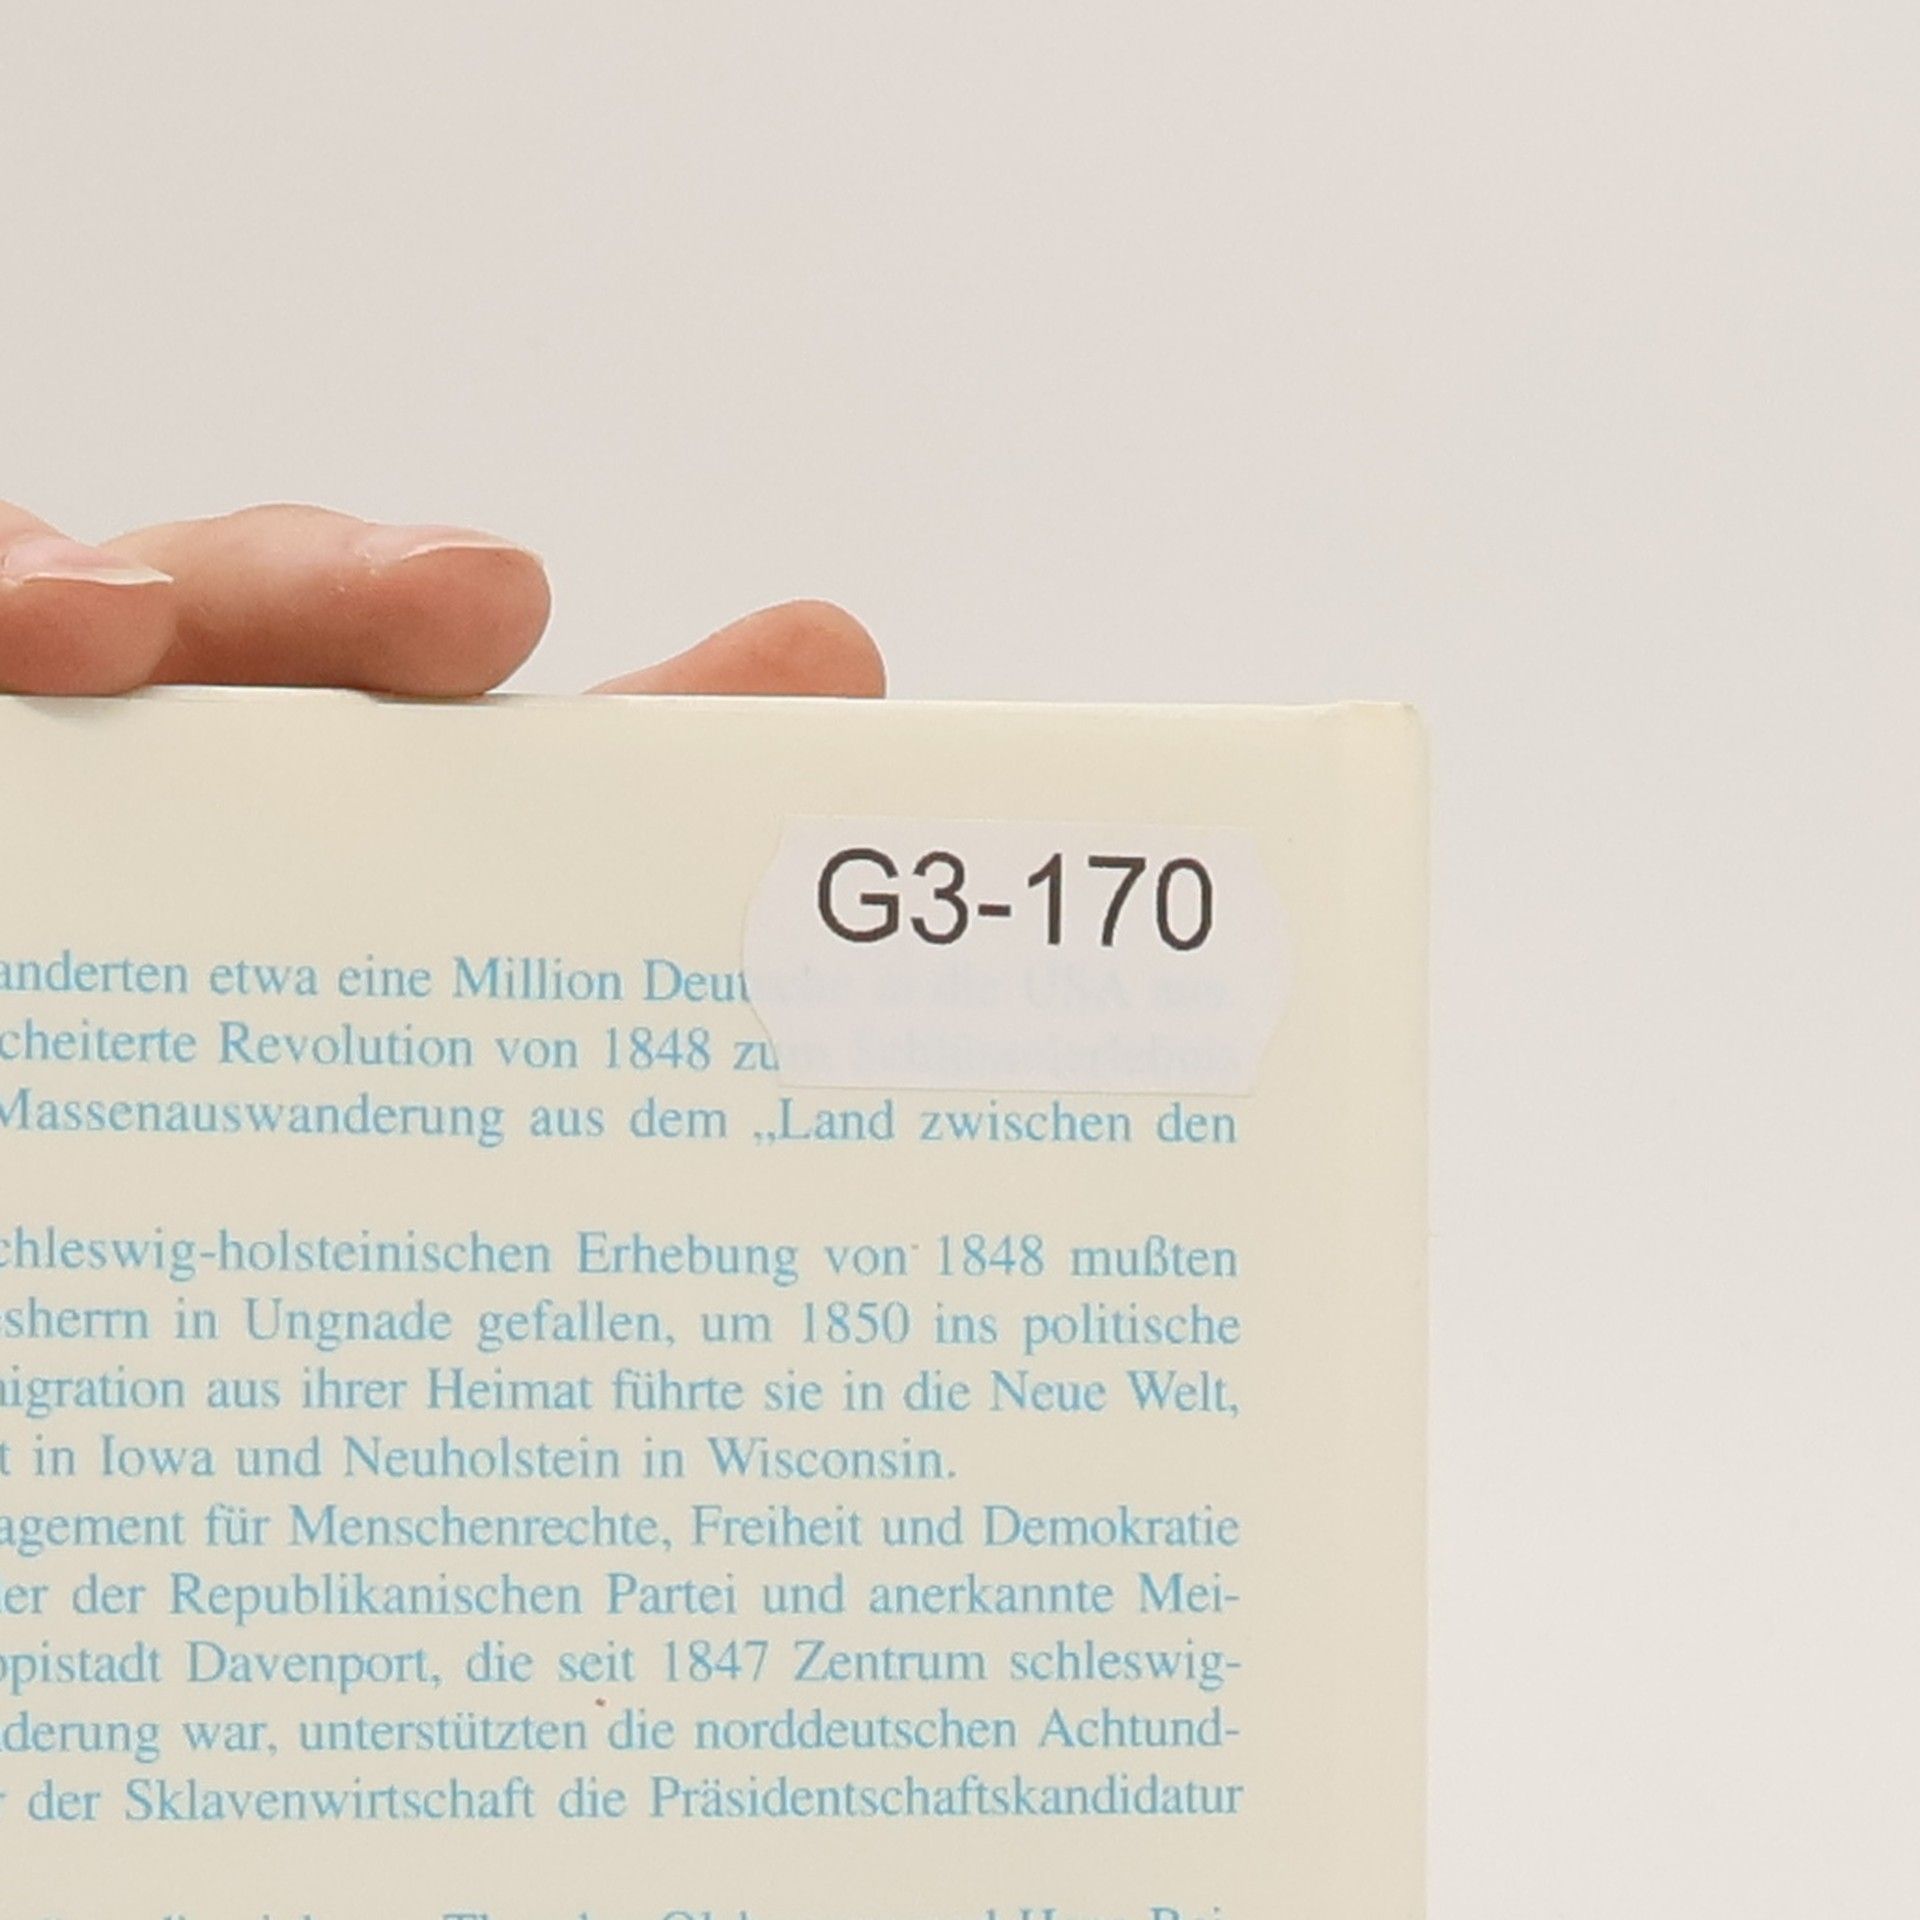 G3-170
anderten etwa eine Million Deut
cheiterte Revolution von 1848 zu
Massenauswanderung aus dem „Land zwischen den
chleswig-holsteinischen Erhebung von 1848 mußten
sherrn in Ungnade gefallen, um 1850 ins politische
igration aus ihrer Heimat führte sie in die Neue Welt,
t in Iowa und Neuholstein in Wisconsin.
agement für Menschenrechte, Freiheit und Demokratie
er der Republikanischen Partei und anerkannte Mei-
ppistadt Davenport, die seit 1847 Zentrum schleswig-
derung war, unterstützten die norddeutschen Achtund-
r der Sklavenwirtschaft die Präsidentschaftskandidatur